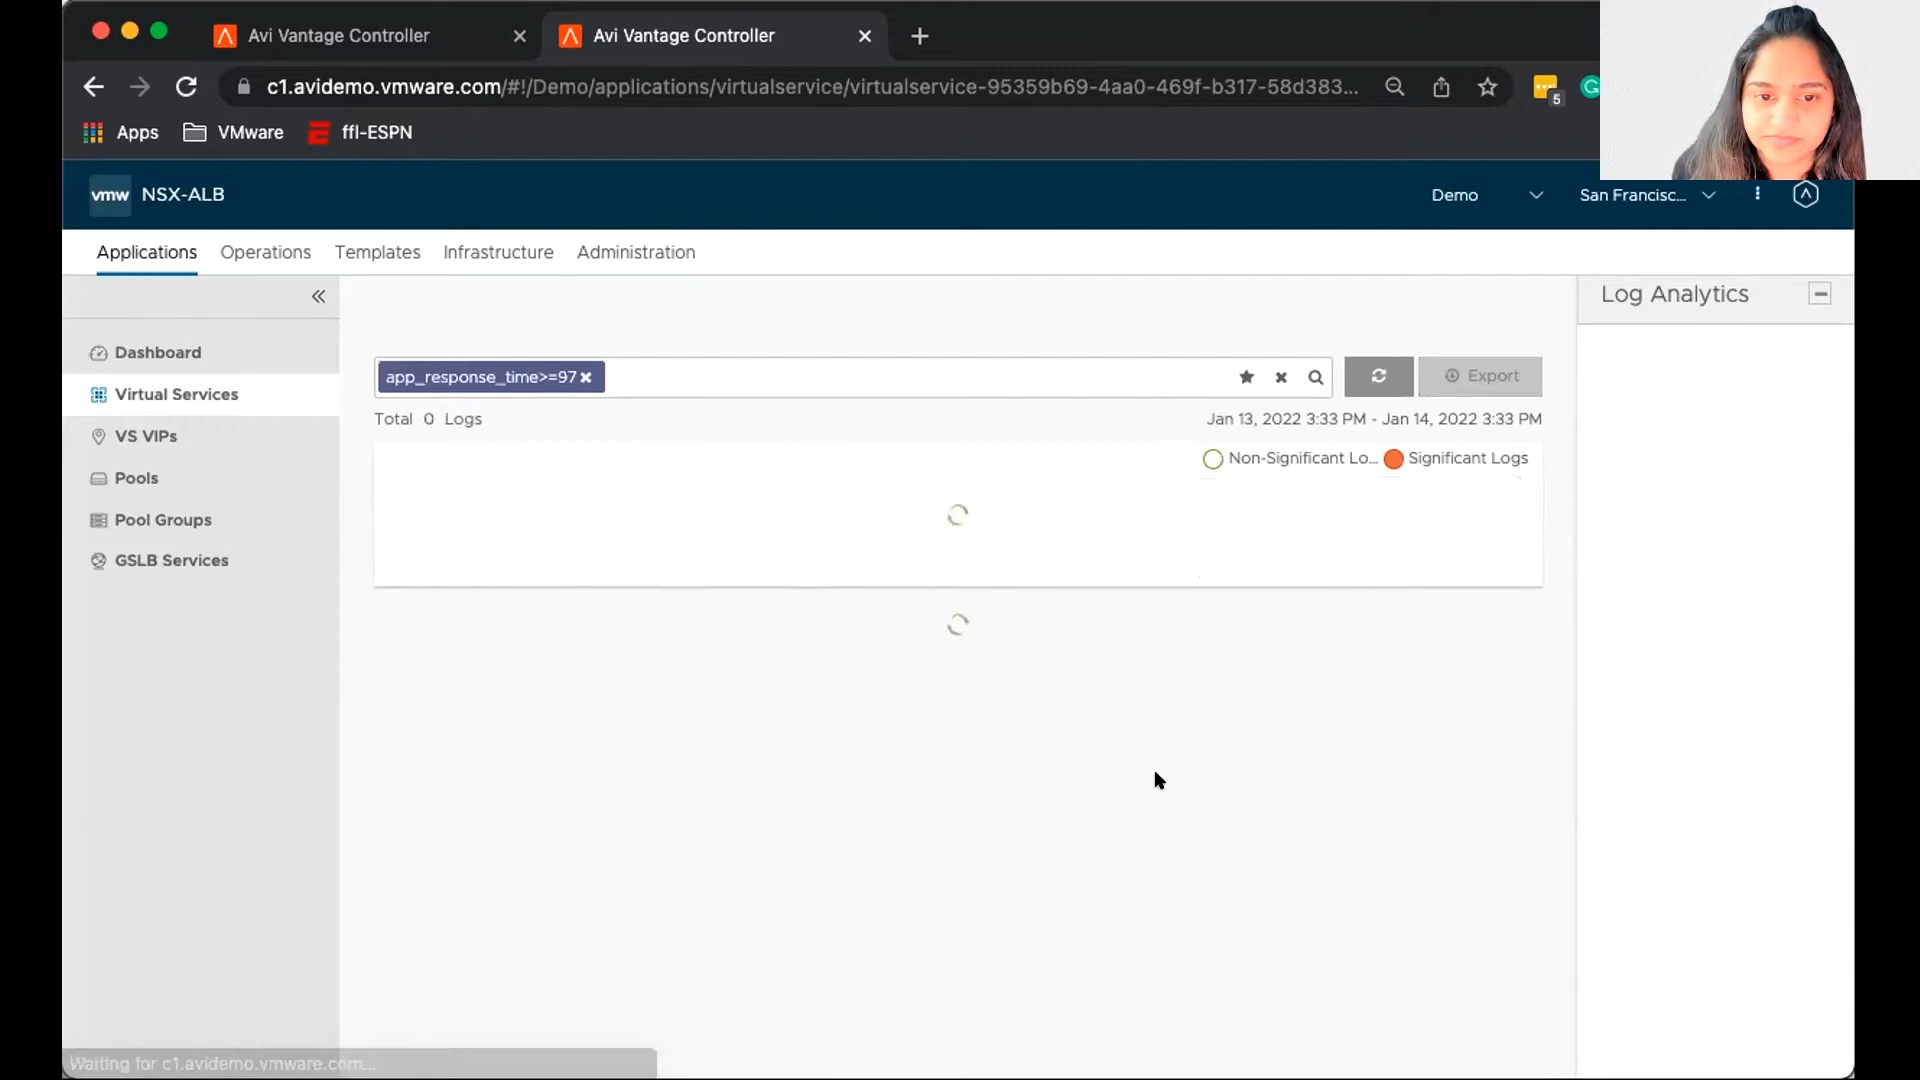 Avi Vantage Controller
Avi Vantage Controller
c1.avidemo.vmware.com/#!/Demo/applications/virtualservice/virtualservice-95359b69-4aa0-469f-b317-58d383...
5
Apps
VMware
ffl-ESPN
vmw NSX-ALB
Demo
San Francisc...
Applications
Operations
Templates
Infrastructure
Administration
Dashboard
Virtual Services
VS VIPs
Pools
Pool Groups
GSLB Services
app_response_time>=97
Export
Total 0 Logs
Jan 13, 2022 3:33 PM - Jan 14, 2022 3:33 PM
Non-Significant Lo...
Significant Logs
Log Analytics
Waiting for c1.avidemo.vmware.com...